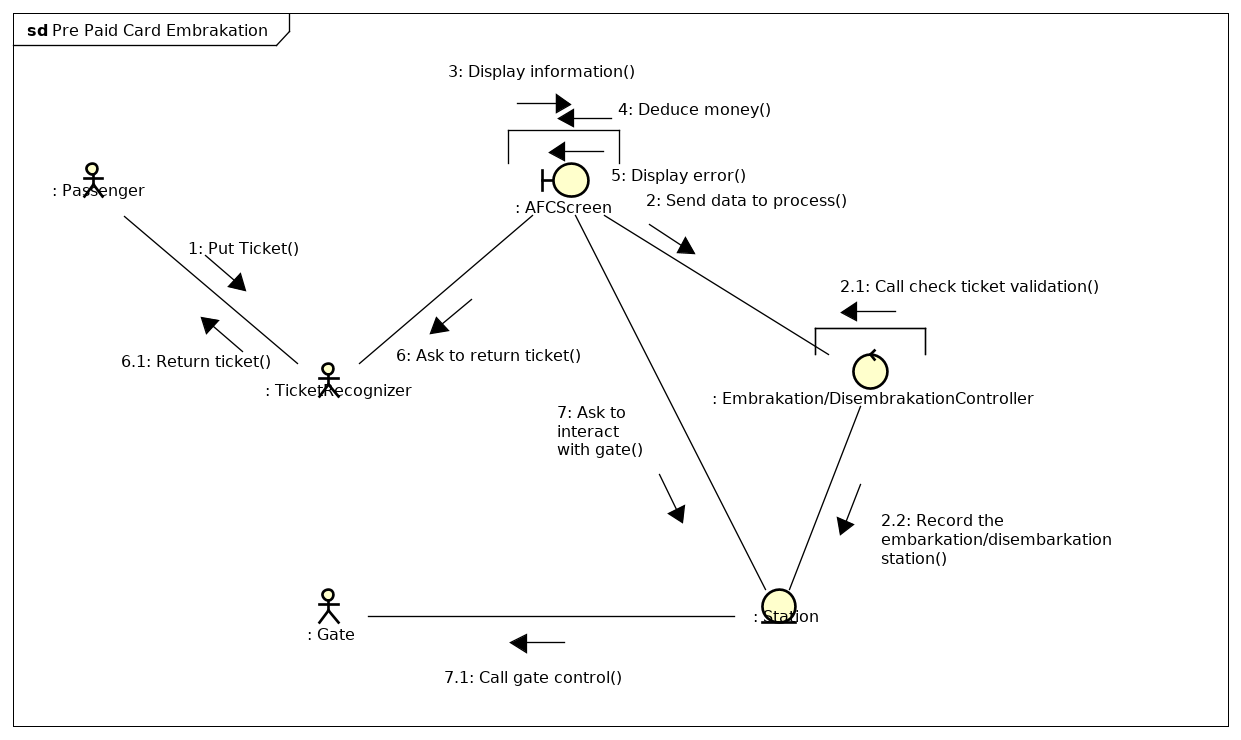 sd Pre Paid Card Embrakation
3: Display information()
4: Deduce money()
5: Display error()
: Passenger
: AFCScreen
2: Send data to process()
1: Put Ticket()
2.1: Call check ticket validation()
6.1: Return ticket()
6: Ask to return ticket()
: TicketRecognizer
: Embrakation/DisembrakationController
7: Ask to
interact
with gate()
2.2: Record the
embarkation/disembarkation
station()
: Station
: Gate
7.1: Call gate control()